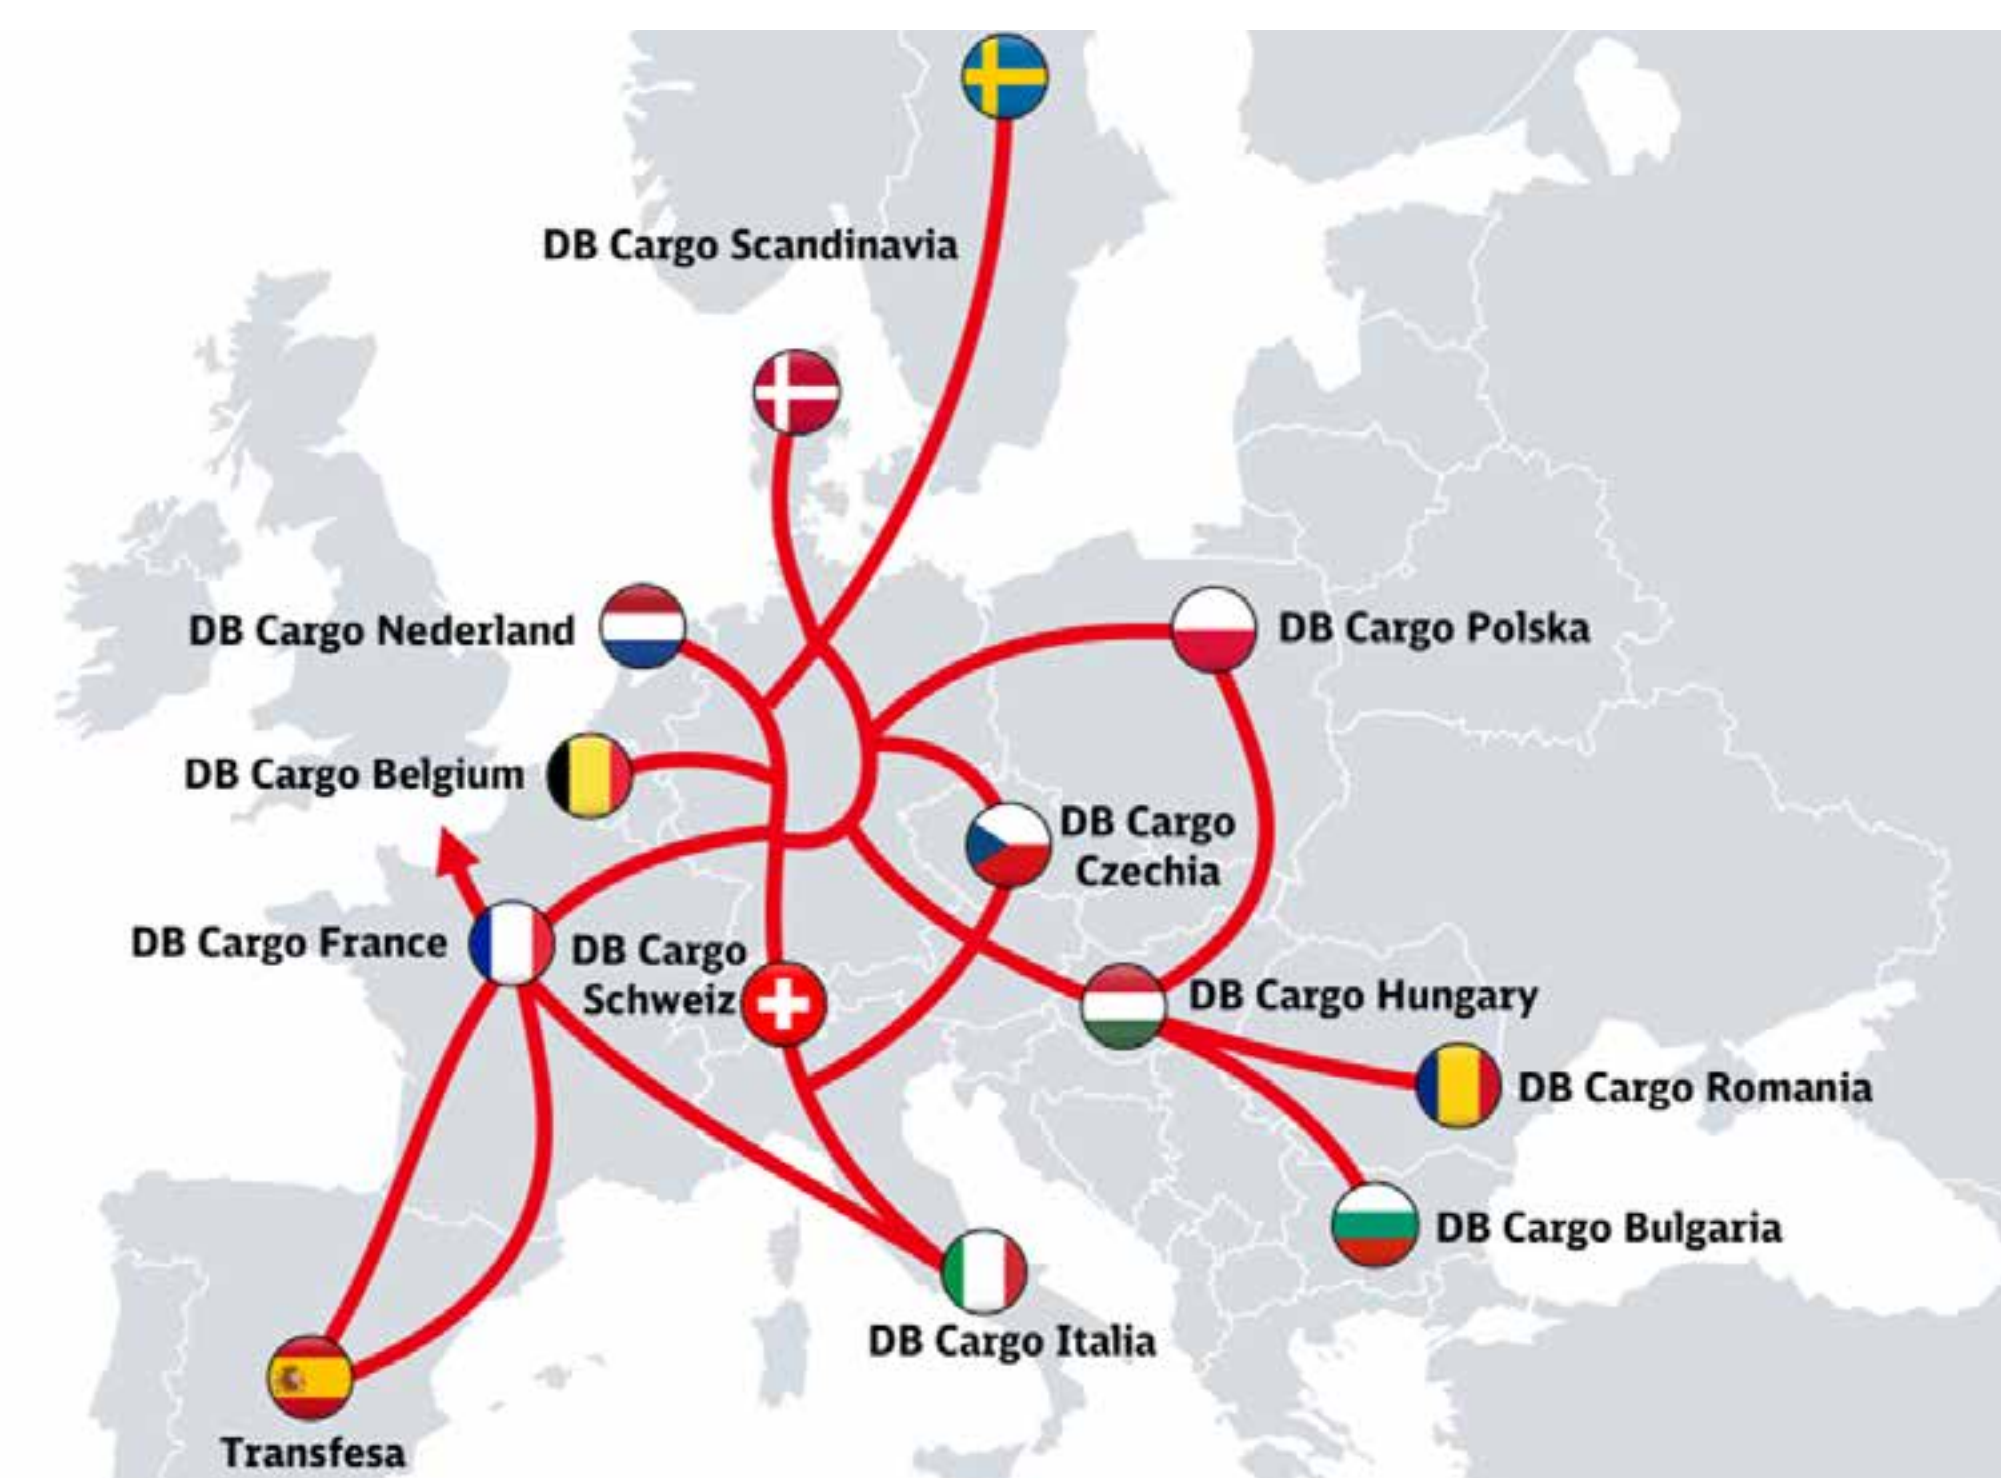 DB Cargo Scandinavia
DB Cargo Nederland
DB Cargo Polska
DB Cargo Belgium
DB Cargo
Czechia
DB Cargo France
DB Cargo
Schweiz
DB Cargo Hungary
DB Cargo Romania
DB Cargo Bulgaria
DB Cargo Italia
Transfesa